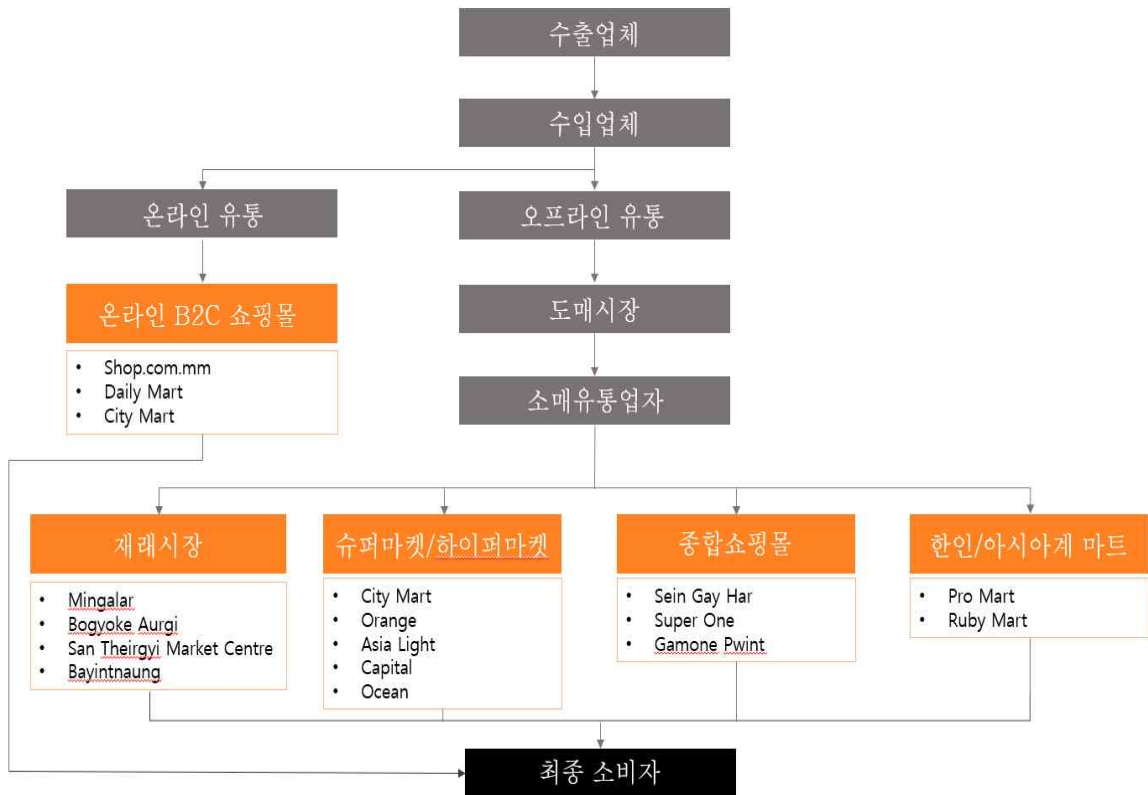 수출업체
수입업체
온라인 유통
오프라인 유통
온라인 B2C 쇼핑몰
도매시장
• Shop.com.mm
• Daily Mart
• City Mart
소매유통업자
재래시장
슈퍼마켓/하이퍼마켓
종합쇼핑몰
한인/아시아계 마트
• Mingalar
• Bogyoke Aurgi
• San Theirgyi Market Centre
• Bayintnaung
• City Mart
• Orange
• Asia Light
• Capital
• Ocean
• Sein Gay Har
• Super One
• Gamone Pwint
• Pro Mart
• Ruby Mart
최종 소비자